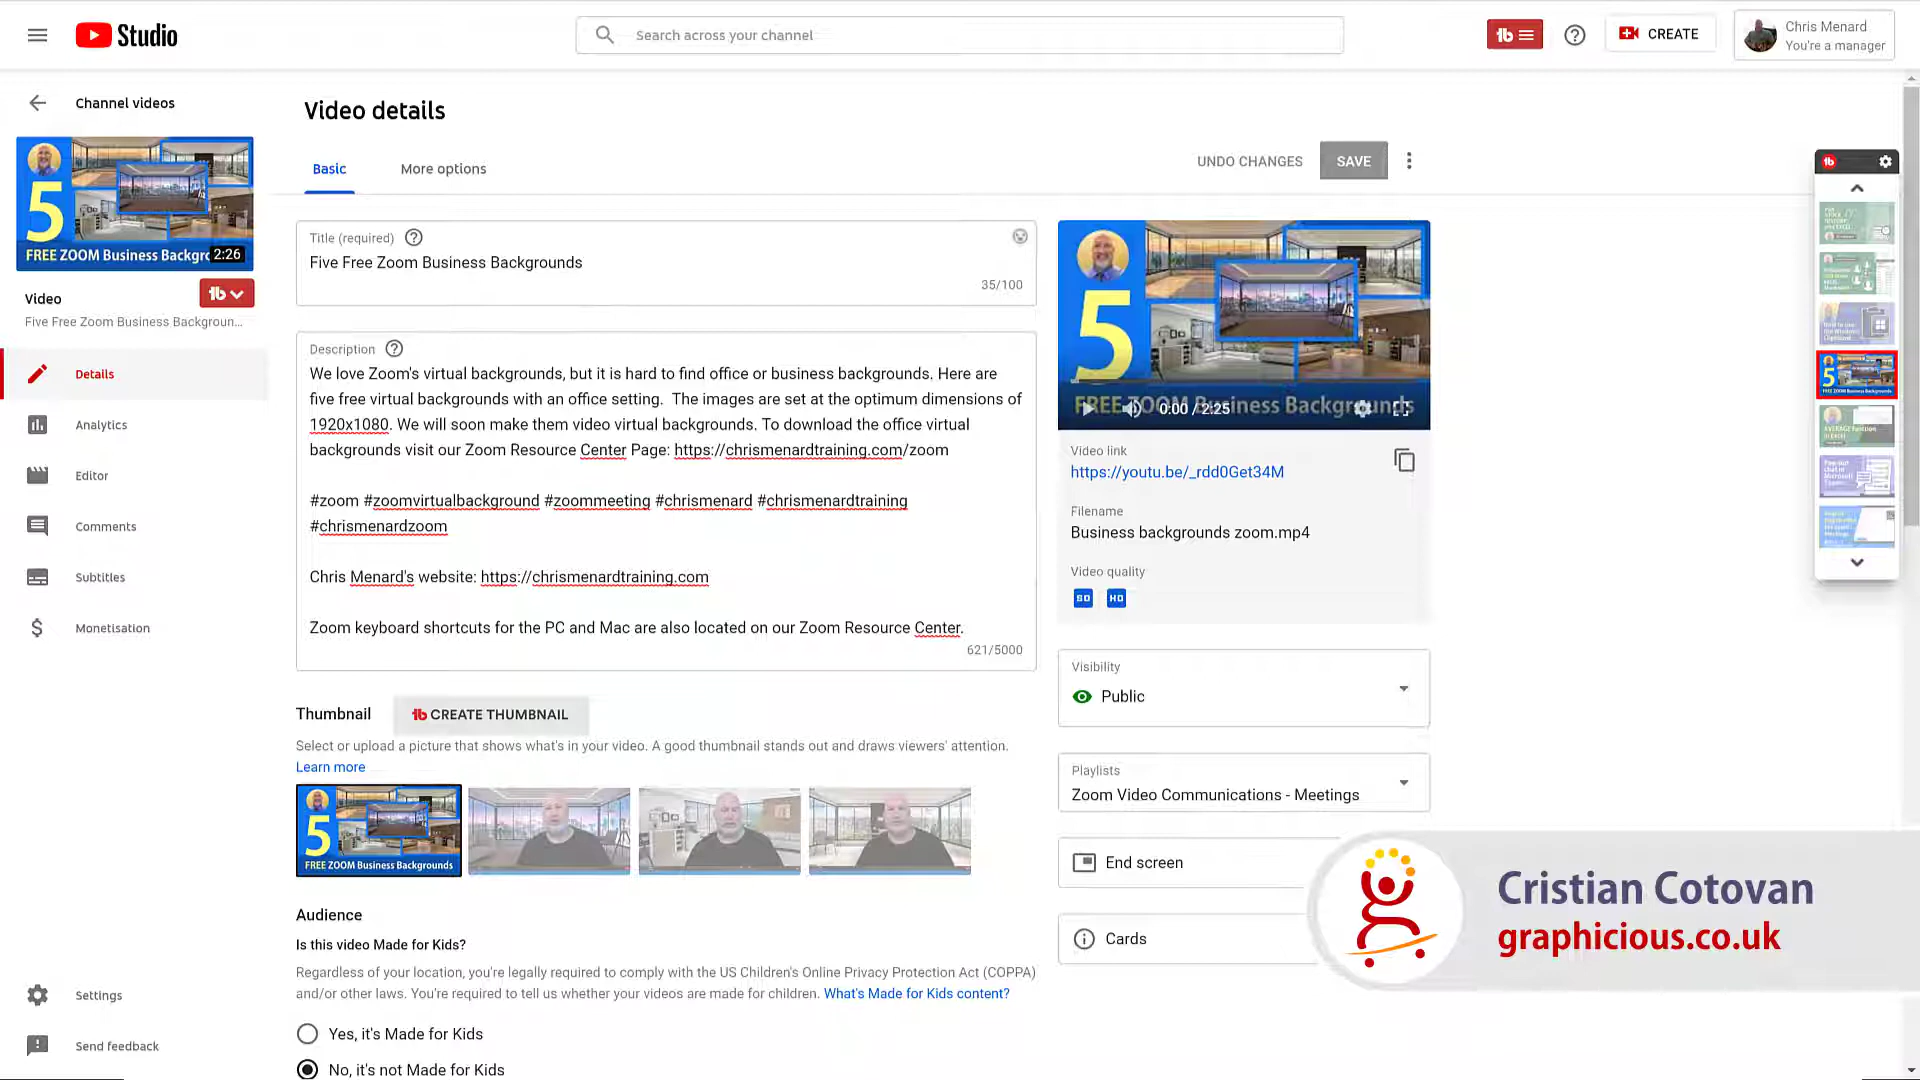 Studio
Search across your channel
CREATE
Chris Menard
You're a manager
Channel videos
5
FREE ZOOM Business Backgro
2:26
Video
Five Free Zoom Business Backgroun...
Details
Analytics
Editor
Comments
Subtitles
Monetisation
Settings
Send feedback
Video details
Basic
More options
UNDO CHANGES
SAVE
Title (required)
Five Free Zoom Business Backgrounds
35/100
Description
We love Zoom's virtual backgrounds, but it is hard to find office or business backgrounds. Here are
five free virtual backgrounds with an office setting.  The images are set at the optimum dimensions of
1920x1080. We will soon make them video virtual backgrounds. To download the office virtual
backgrounds visit our Zoom Resource Center Page: https://chrismenardtraining.com/zoom
#zoom #zoomvirtualbackground #zoommeeting #chrismenard #chrismenardtraining
#chrismenardzoom
Chris Menard's website: https://chrismenardtraining.com
Zoom keyboard shortcuts for the PC and Mac are also located on our Zoom Resource Center.
621/5000
Thumbnail
CREATE THUMBNAIL
Select or upload a picture that shows what's in your video. A good thumbnail stands out and draws viewers' attention.
Learn more
5
FREE ZOOM Business Backgrounds
Audience
Is this video Made for Kids?
Regardless of your location, you're legally required to comply with the US Children's Online Privacy Protection Act (COPPA)
and/or other laws. You're required to tell us whether your videos are made for children. What's Made for Kids content?
Yes, it's Made for Kids
No, it's not Made for Kids
5
FREE ZOOM Business Backgrounds
0:00 / 2:25
Video link
https://youtu.be/_rdd0Get34M
Filename
Business backgrounds zoom.mp4
Video quality
SD HD
Visibility
Public
Playlists
Zoom Video Communications - Meetings
End screen
Cards
5
FREE ZOOM Business Backgrounds
Cristian Cotovan
graphicious.co.uk